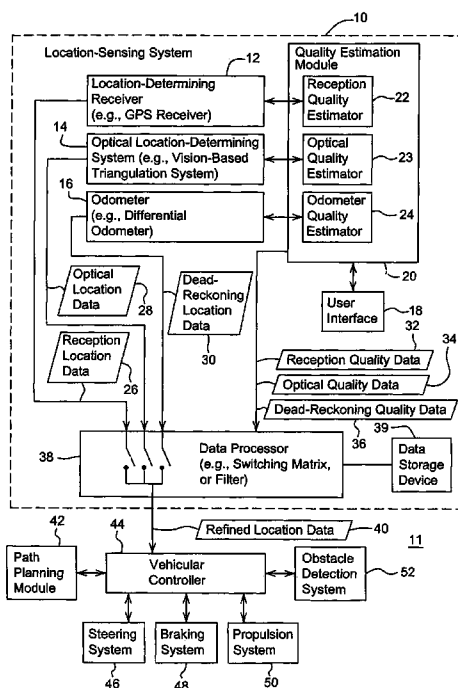 10
Location-Sensing System
12
Quality Estimation
Module
Location-Determining
Receiver
(e.g., GPS Receiver)
Reception
Quality
Estimator
22
14
Optical Location-Determining
System (e.g., Vision-Based
Triangulation System)
Optical
Quality
Estimator
23
16
Odometer
(e.g., Differential
Odometer)
Odometer
Quality
Estimator
24
20
Optical
Location
Data
28
Dead-
Reckoning
Location
Data
30
User
Interface
18
32
Reception
Location
Data
26
Reception Quality Data
34
Optical Quality Data
Dead-Reckoning Quality Data
36
39
38
Data Processor
(e.g., Switching Matrix,
or Filter)
Data
Storage
Device
Refined Location Data
40
11
42
44
Path
Planning
Module
Vehicular
Controller
Obstacle
Detection
System
52
Steering
System
46
Braking
System
48
Propulsion
System
50